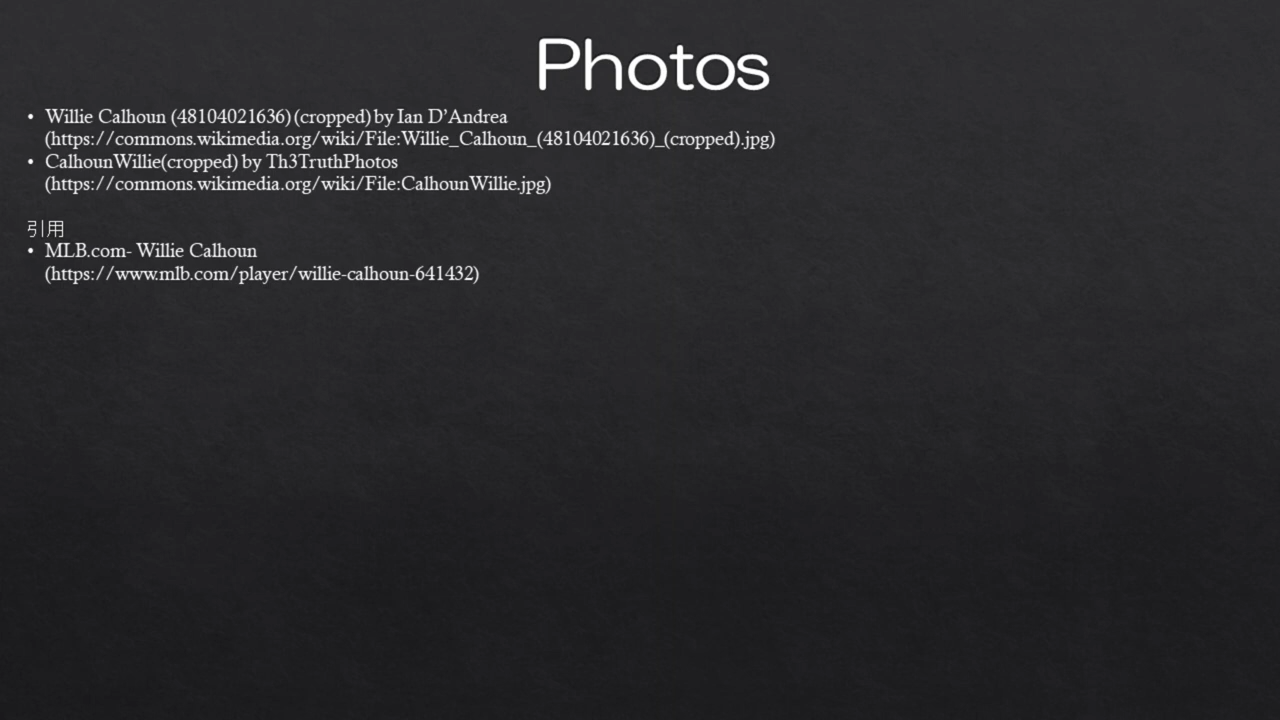 Photos
• Willie Calhoun (48104021636) (cropped) by Ian D’Andrea
(https://commons.wikimedia.org/wiki/File:Willie_Calhoun_(48104021636)_(cropped).jpg)
• CalhounWillie(cropped) by Th3TruthPhotos
(https://commons.wikimedia.org/wiki/File:CalhounWillie.jpg)
引用
• MLB.com- Willie Calhoun
(https://www.mlb.com/player/willie-calhoun-641432)